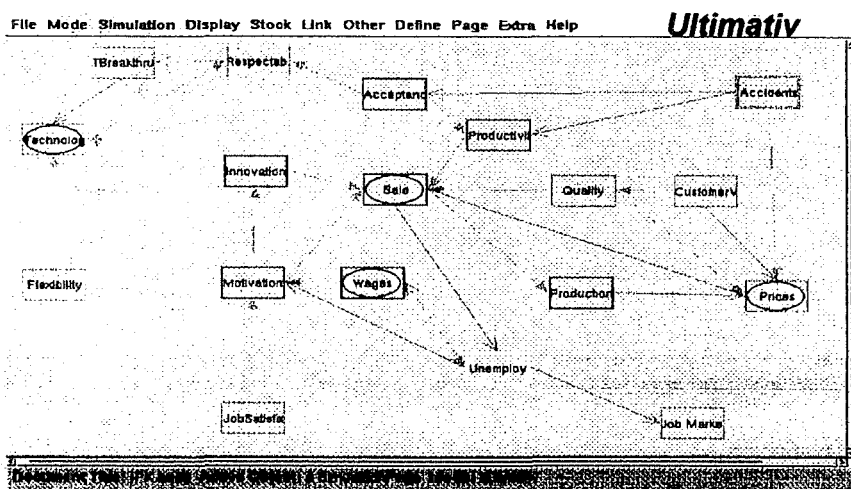 File Mode Simulation Display Stock Link Other Define Page Extra Help
Ultimativ
TBreakthru
Respectab
Acceptanc
Accidents
Technolog
Productivit
Innovation
Sale
Quality
CustomerV
Flexibility
Motivation
Wages
Production
Prices
Unemploy
JobSatisfa
Job Marke